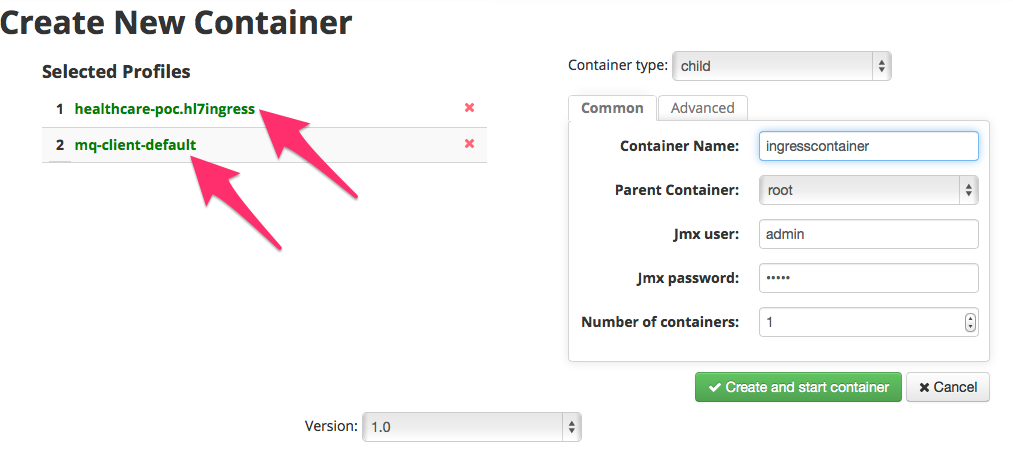 Create New Container
Selected Profiles
1 healthcare-poc.hl7ingress ×
2 mq-client-default ×
Container type: child
Common Advanced
Container Name: ingresscontainer
Parent Container: root
Jmx user: admin
Jmx password: •••••
Number of containers: 1
✔ Create and start container ✖ Cancel
Version: 1.0